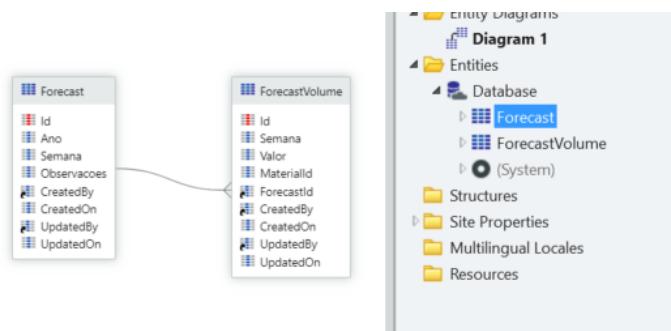 Forecast
Id
Ano
Semana
Observacoes
CreatedBy
CreatedOn
UpdatedBy
UpdatedOn
ForecastVolume
Id
Semana
Valor
MaterialId
ForecastId
CreatedBy
CreatedOn
UpdatedBy
UpdatedOn
Entity Diagrams
Diagram 1
Entities
Database
Forecast
ForecastVolume
(System)
Structures
Site Properties
Multilingual Locales
Resources